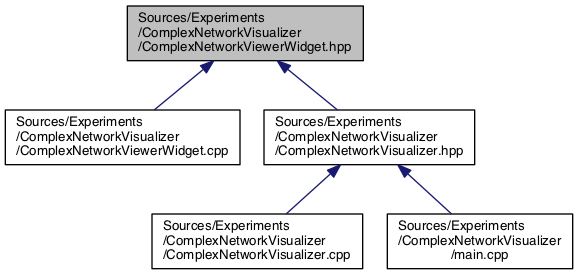 Sources/Experiments
/ComplexNetworkVisualizer
/ComplexNetworkViewerWidget.hpp
Sources/Experiments
/ComplexNetworkVisualizer
/ComplexNetworkViewerWidget.cpp
Sources/Experiments
/ComplexNetworkVisualizer
/ComplexNetworkVisualizer.hpp
Sources/Experiments
/ComplexNetworkVisualizer
/ComplexNetworkVisualizer.cpp
Sources/Experiments
/ComplexNetworkVisualizer
/main.cpp